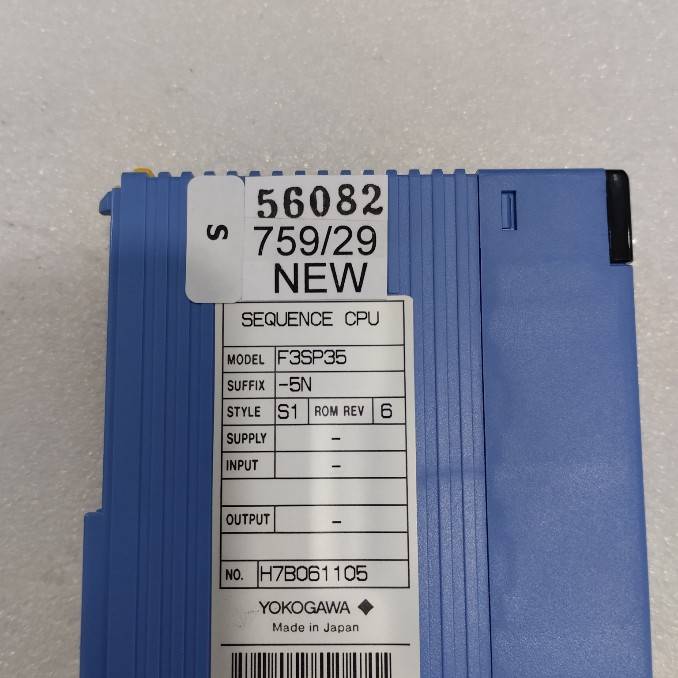 S
56082
759/29
NEW
SEQUENCE CPU
MODEL F3SP35
SUFFIX -5N
STYLE S1 ROM REV 6
SUPPLY -
INPUT -
OUTPUT -
NO. H7B061105
YOKOGAWA ◆
Made in Japan